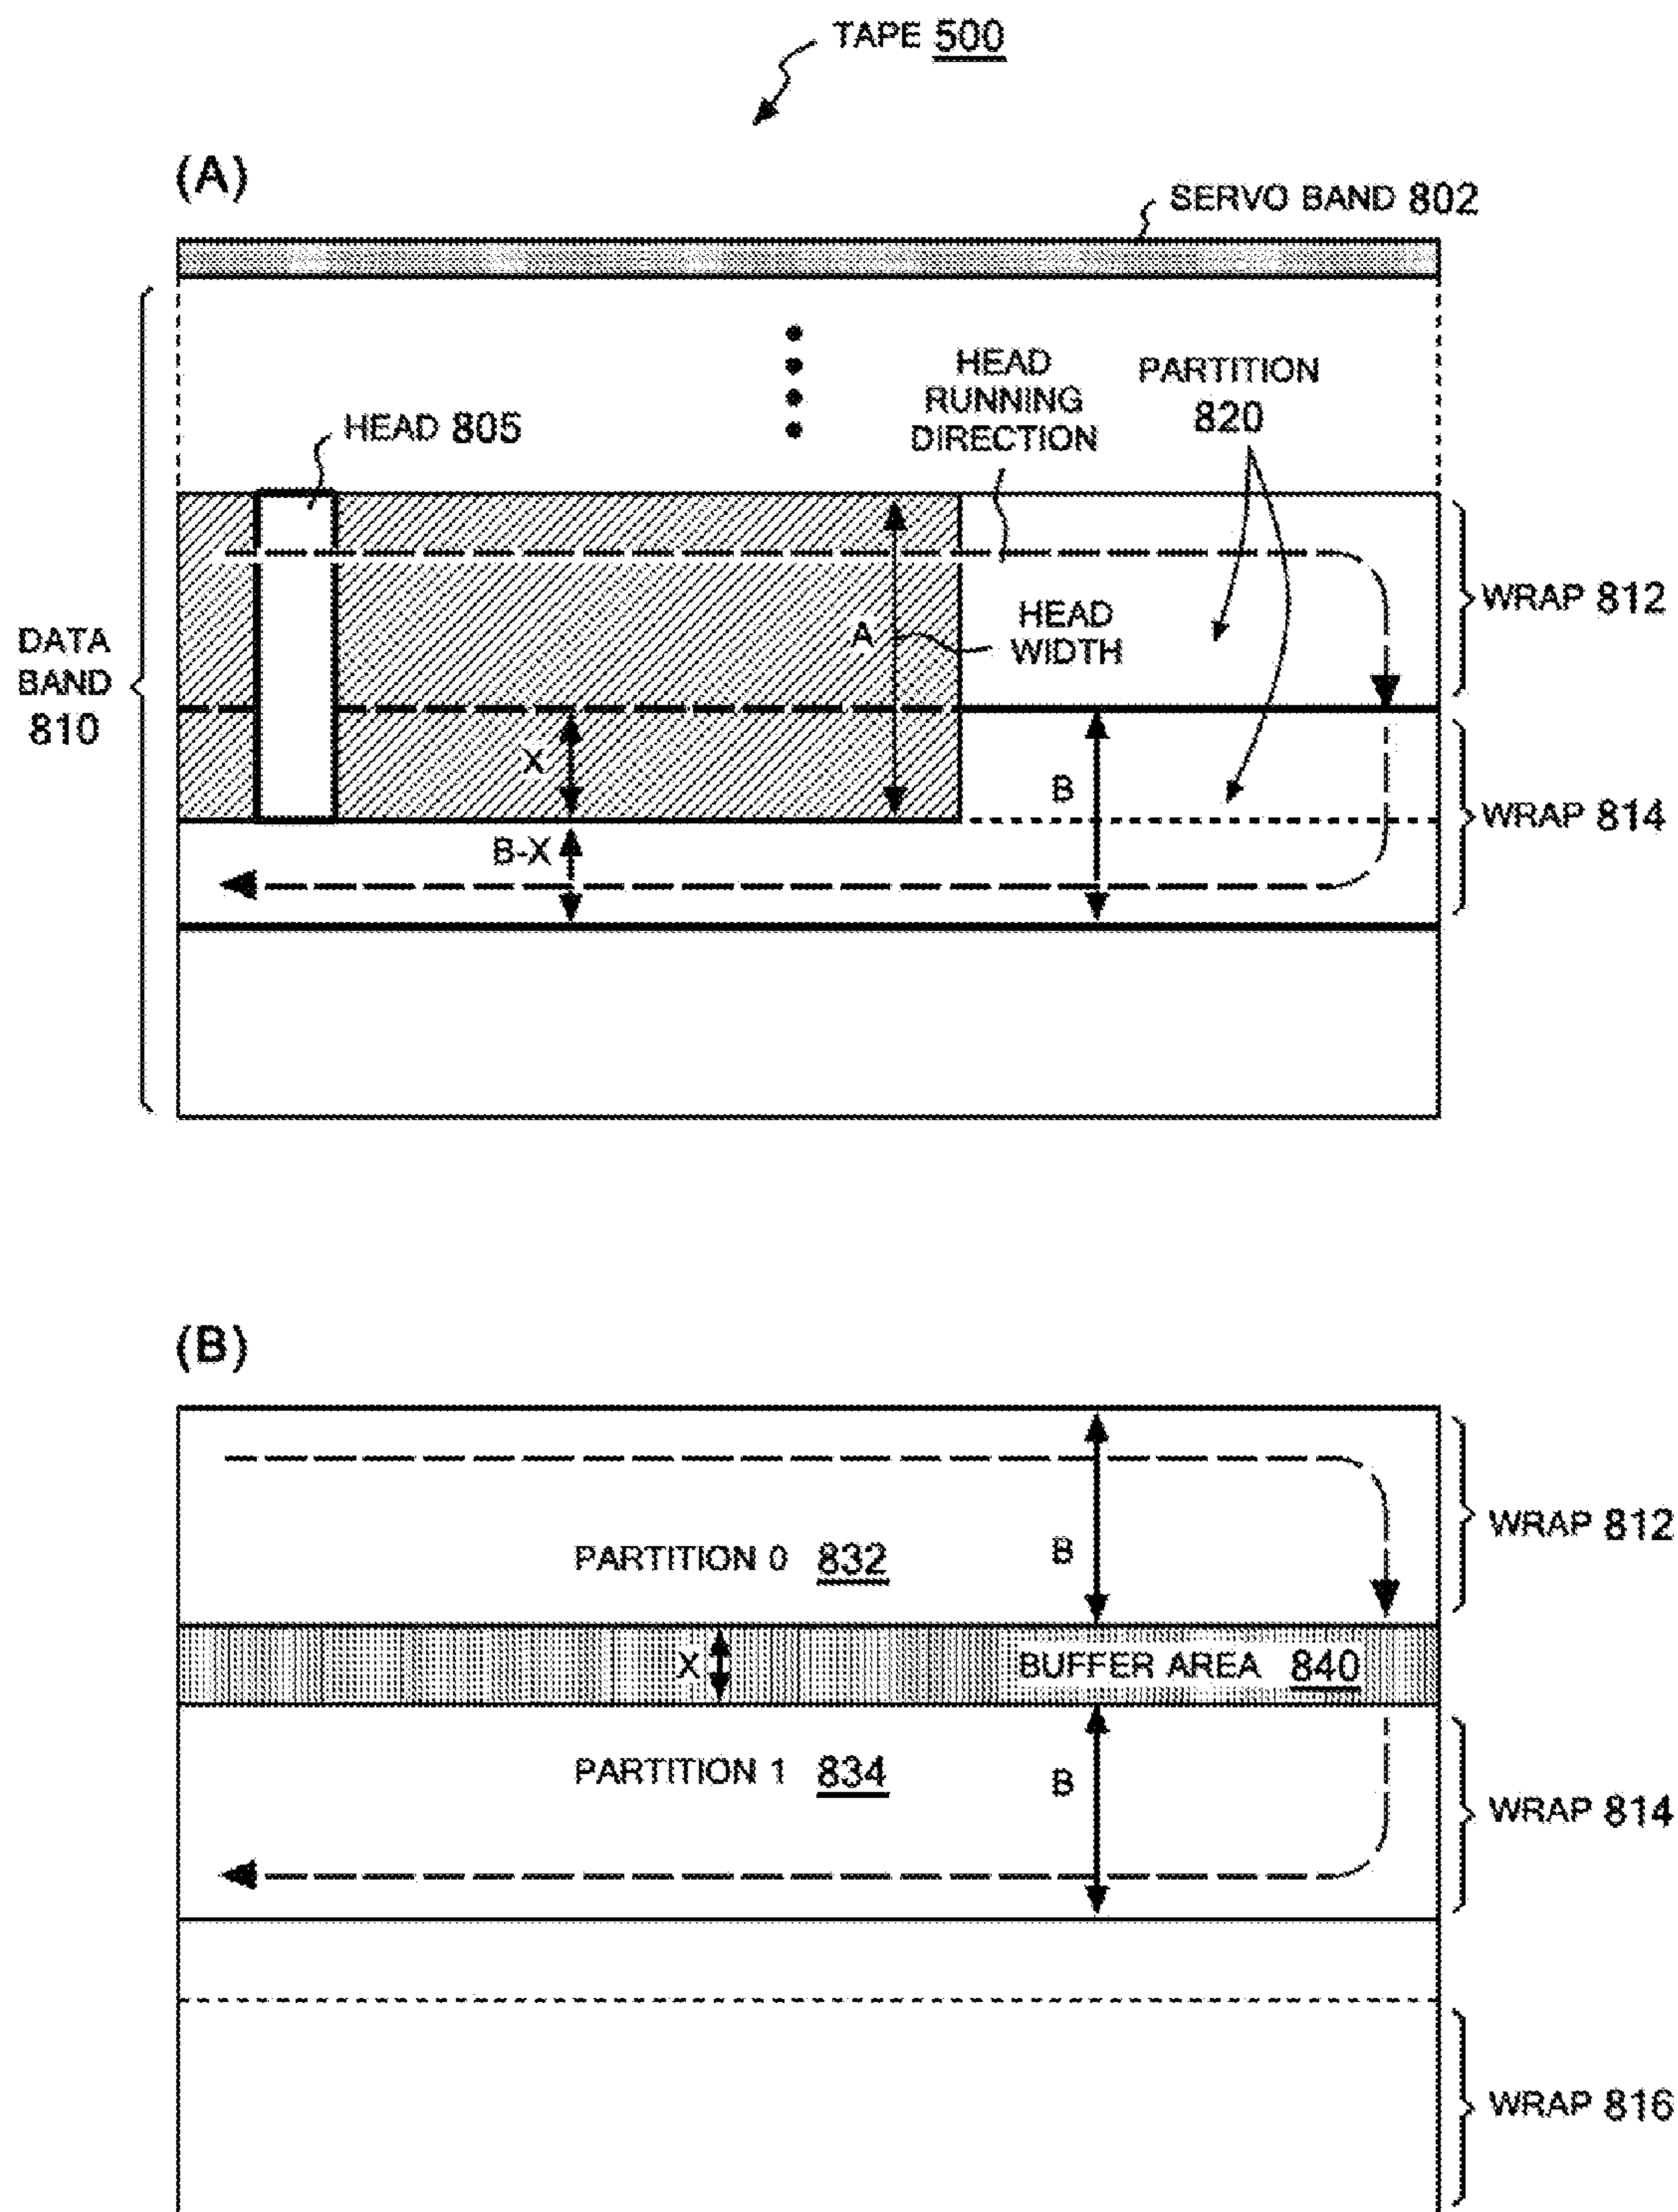 TAPE 500
(A)
SERVO BAND 802
HEAD
RUNNING
DIRECTION
PARTITION
820
HEAD 805
WRAP 812
DATA
BAND
810
A
HEAD
WIDTH
X
B
B-X
WRAP 814
(B)
WRAP 812
B
PARTITION 0 832
X
BUFFER AREA 840
PARTITION 1 834
B
WRAP 814
WRAP 816